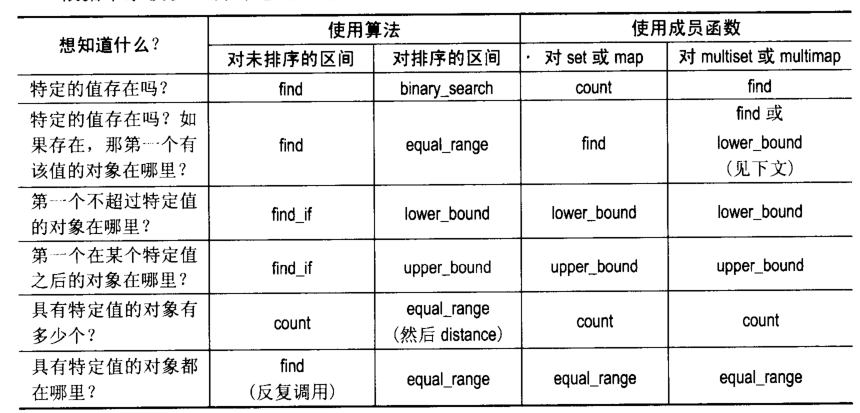 想知道什么？
使用算法
使用成员函数
对未排序的区间
对排序的区间
对 set 或 map
对 multiset 或 multimap
特定的值存在吗？
find
binary_search
count
find
特定的值存在吗？如
果存在，那第一个有
该值的对象在哪里？
find
equal_range
find
find 或
lower_bound
（见下文）
第一个不超过特定值
的对象在哪里？
find_if
lower_bound
lower_bound
lower_bound
第一个在某个特定值
之后的对象在哪里？
find_if
upper_bound
upper_bound
upper_bound
具有特定值的对象有
多少个？
count
equal_range
（然后 distance）
count
count
具有特定值的对象都
在哪里？
find
（反复调用）
equal_range
equal_range
equal_range